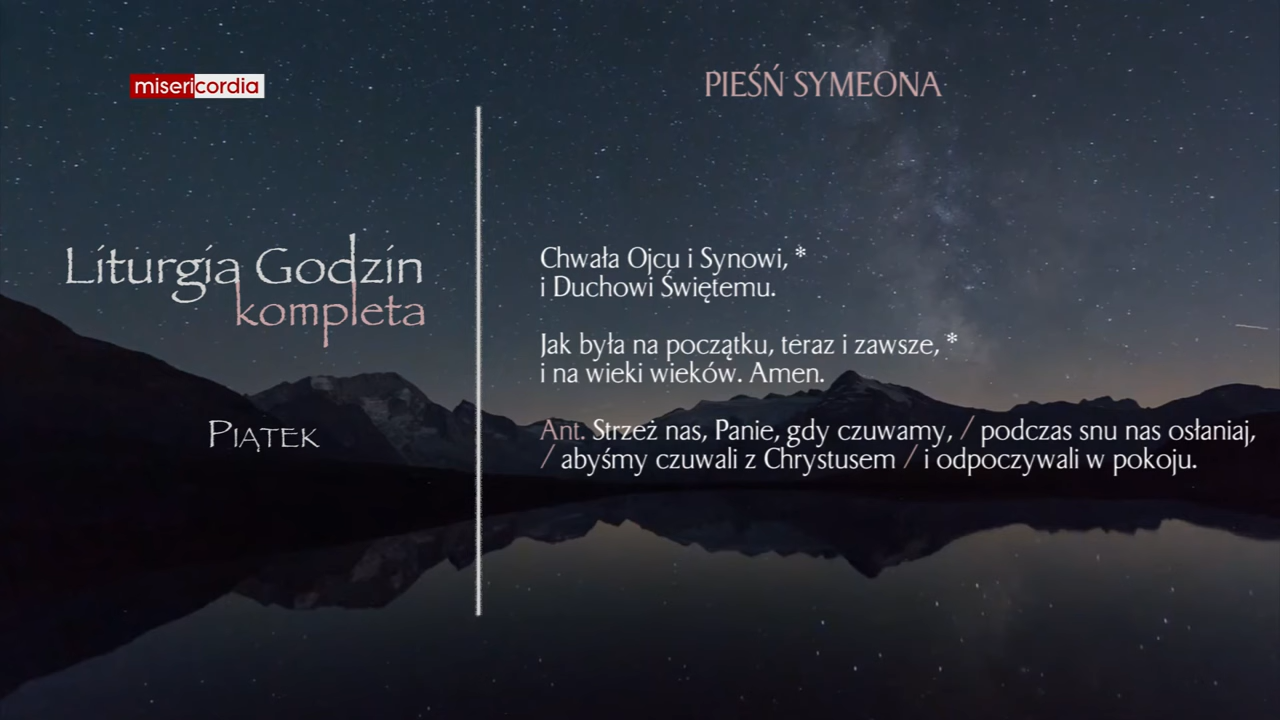 misericordia
Liturgia Godzin
kompleta
PIĄTEK
PIEŚŃ SYMEONA
Chwała Ojcu i Synowi, *
i Duchowi Świętemu.
Jak była na początku, teraz i zawsze, *
i na wieki wieków. Amen.
Ant. Strzeż nas, Panie, gdy czuwamy, / podczas snu nas osłaniaj,
/ abyśmy czuwali z Chrystusem / i odpoczywali w pokoju.